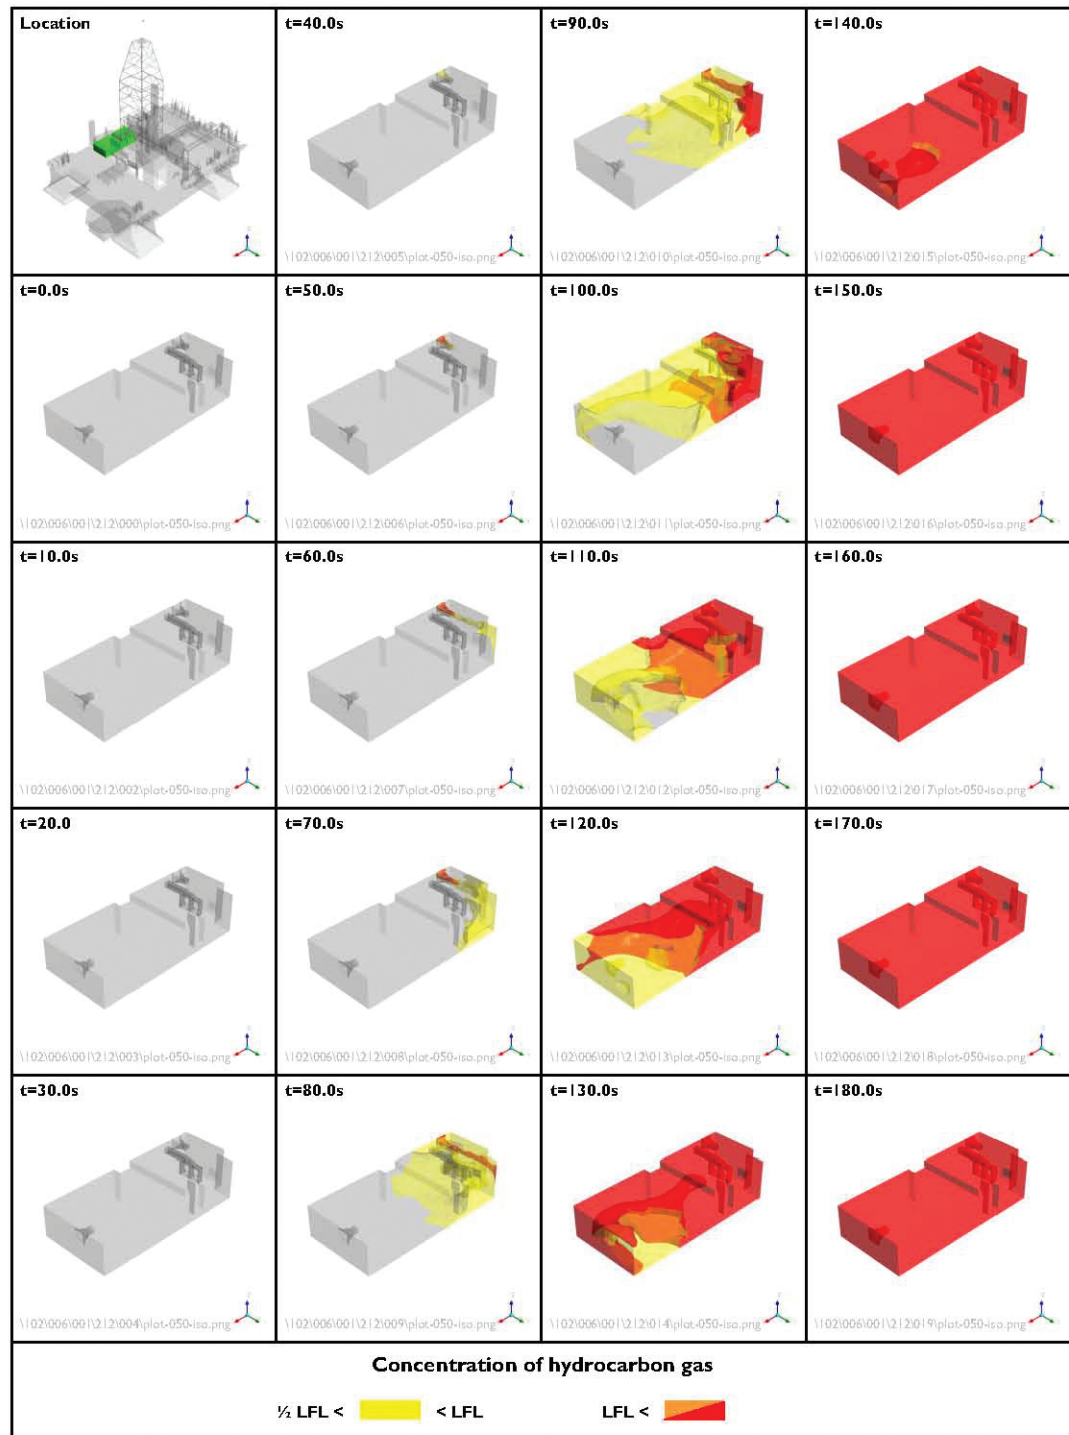 Location
t=0.0s
\102\006\001\212\000\plot-050-iso.png
t=10.0s
\102\006\001\212\002\plot-050-iso.png
t=20.0
\102\006\001\212\003\plot-050-iso.png
t=30.0s
\102\006\001\212\004\plot-050-iso.png
t=40.0s
\102\006\001\212\005\plot-050-iso.png
t=50.0s
\102\006\001\212\006\plot-050-iso.png
t=60.0s
\102\006\001\212\007\plot-050-iso.png
t=70.0s
\102\006\001\212\008\plot-050-iso.png
t=80.0s
\102\006\001\212\009\plot-050-iso.png
t=90.0s
\102\006\001\212\010\plot-050-iso.png
t=100.0s
\102\006\001\212\011\plot-050-iso.png
t=110.0s
\102\006\001\212\012\plot-050-iso.png
t=120.0s
\102\006\001\212\013\plot-050-iso.png
t=130.0s
\102\006\001\212\014\plot-050-iso.png
t=140.0s
\102\006\001\212\015\plot-050-iso.png
t=150.0s
\102\006\001\212\016\plot-050-iso.png
t=160.0s
\102\006\001\212\017\plot-050-iso.png
t=170.0s
\102\006\001\212\018\plot-050-iso.png
t=180.0s
\102\006\001\212\019\plot-050-iso.png
Concentration of hydrocarbon gas
½ LFL < < LFL LFL <